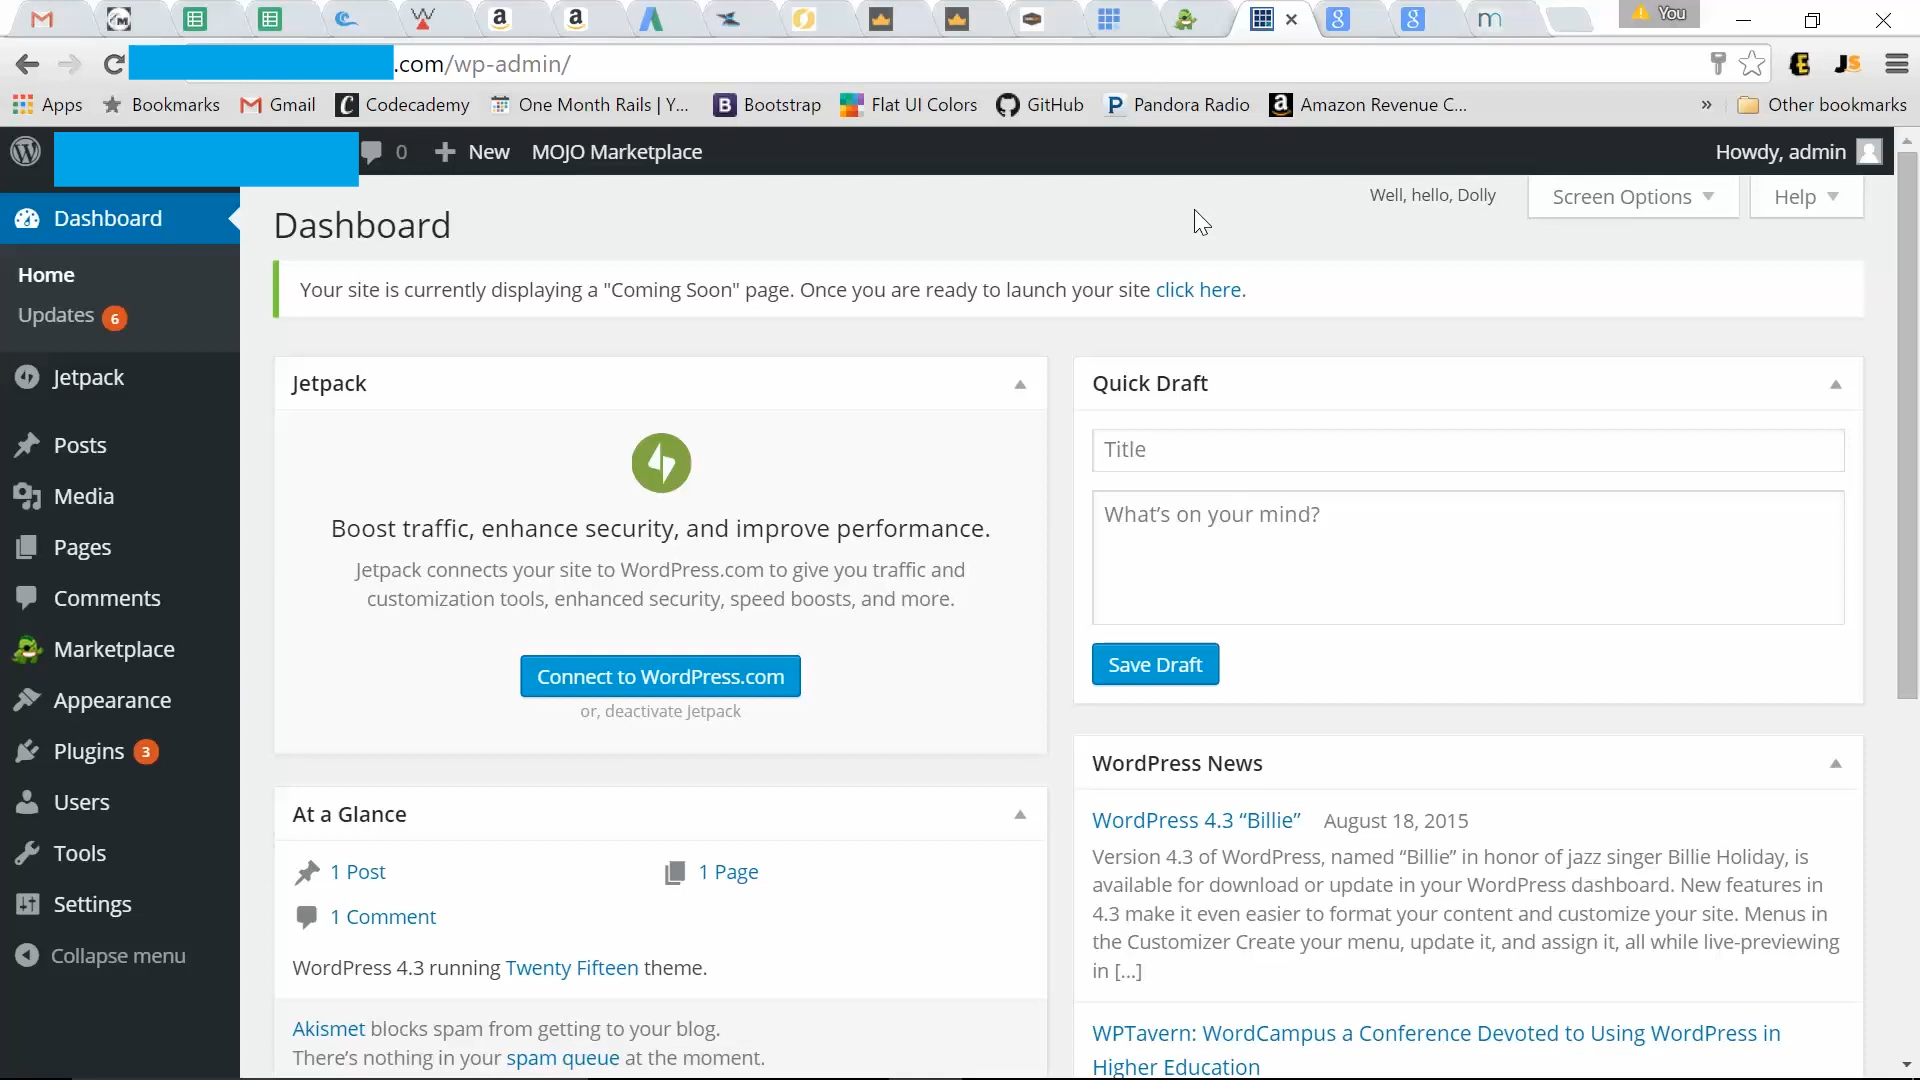 You
.com/wp-admin/
Apps Bookmarks Gmail Codecademy One Month Rails | Y... Bootstrap Flat UI Colors GitHub Pandora Radio Amazon Revenue C... » Other bookmarks
0 New MOJO Marketplace Howdy, admin
Well, hello, Dolly Screen Options Help
Dashboard
Home
Updates 6
Jetpack
Posts
Media
Pages
Comments
Marketplace
Appearance
Plugins 3
Users
Tools
Settings
Collapse menu
Dashboard
Your site is currently displaying a "Coming Soon" page. Once you are ready to launch your site click here.
Jetpack
Boost traffic, enhance security, and improve performance.
Jetpack connects your site to WordPress.com to give you traffic and
customization tools, enhanced security, speed boosts, and more.
Connect to WordPress.com
or, deactivate Jetpack
At a Glance
1 Post 1 Page
1 Comment
WordPress 4.3 running Twenty Fifteen theme.
Akismet blocks spam from getting to your blog.
There's nothing in your spam queue at the moment.
Quick Draft
Title
What's on your mind?
Save Draft
WordPress News
WordPress 4.3 “Billie” August 18, 2015
Version 4.3 of WordPress, named “Billie” in honor of jazz singer Billie Holiday, is
available for download or update in your WordPress dashboard. New features in
4.3 make it even easier to format your content and customize your site. Menus in
the Customizer Create your menu, update it, and assign it, all while live-previewing
in [...]
WPTavern: WordCampus a Conference Devoted to Using WordPress in
Higher Education